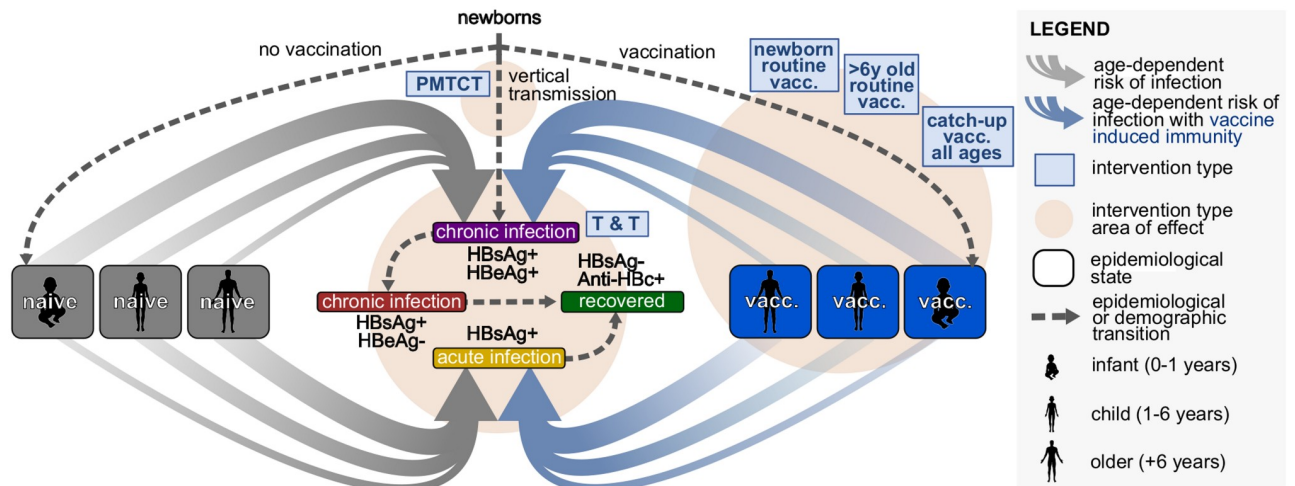 newborns
no vaccination
vaccination
PMTCT
vertical
transmission
newborn
routine
vacc.
>6y old
routine
vacc.
catch-up
vacc.
all ages
chronic infection
T & T
HBsAg+
HBeAg+
HBsAg-
Anti-HBc+
naive
naive
naive
chronic infection
recovered
vacc.
vacc.
vacc.
HBsAg+
HBeAg-
HBsAg+
acute infection
LEGEND
age-dependent
risk of infection
age-dependent risk of
infection with vaccine
induced immunity
intervention type
intervention type
area of effect
epidemiological
state
epidemiological
or demographic
transition
infant (0-1 years)
child (1-6 years)
older (+6 years)